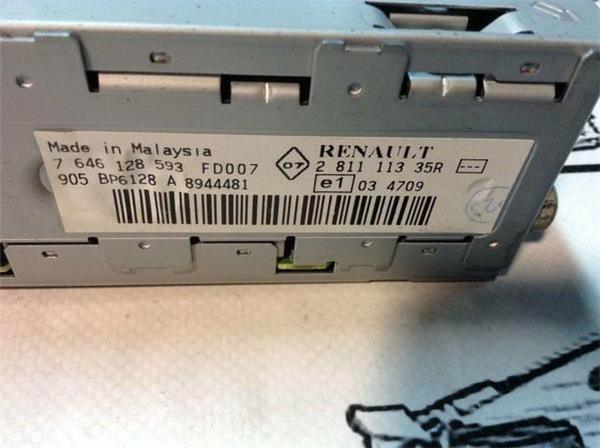 Made in Malaysia
7 646 128 593 FD007
905 BP6128 A 8944481
07
RENAULT
2 811 113 35R
e1 03 4709